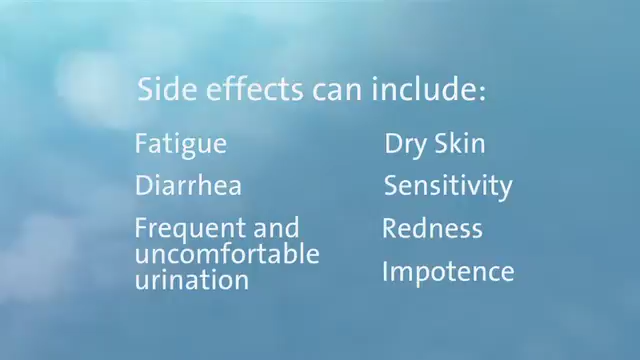 Side effects can include:
Fatigue
Diarrhea
Frequent and
uncomfortable
urination
Dry Skin
Sensitivity
Redness
Impotence